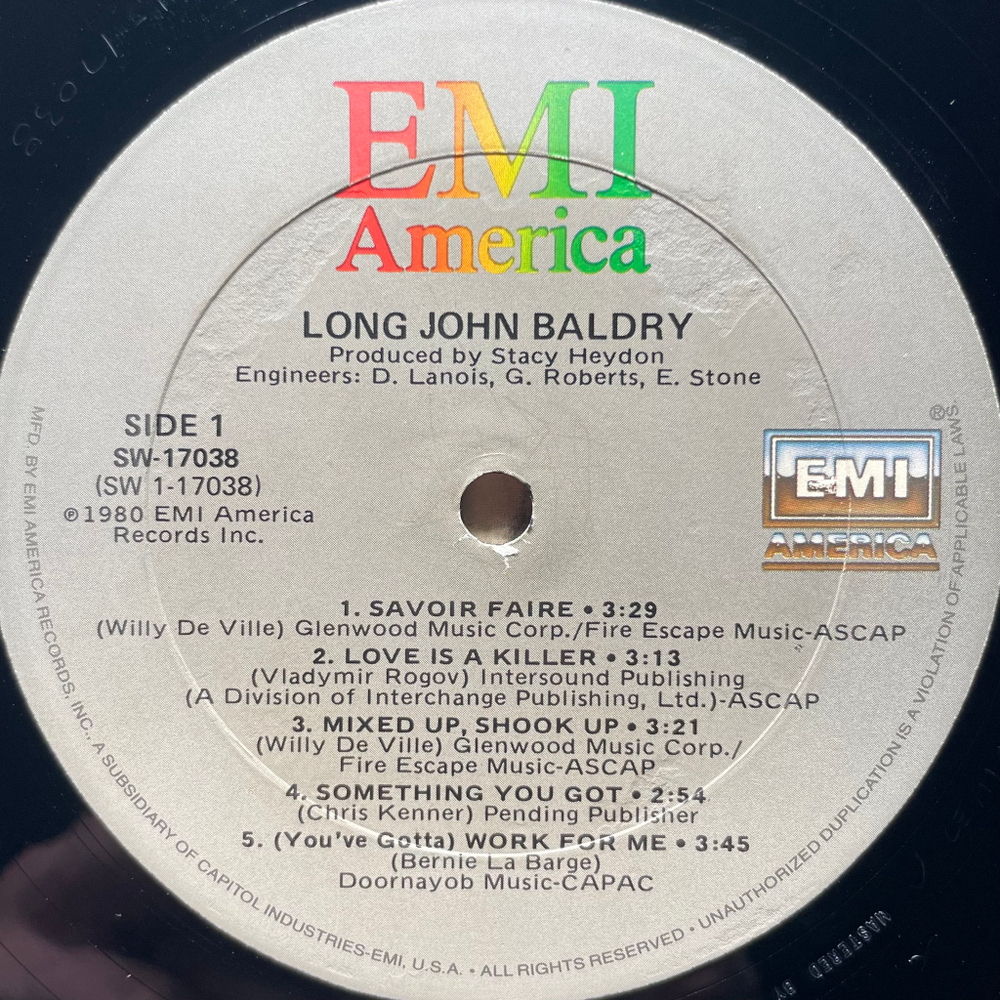 EMI
America
LONG JOHN BALDRY
Produced by Stacy Heydon
Engineers: D. Lanois, G. Roberts, E. Stone
SIDE 1
SW-17038
(SW 1-17038)
℗1980 EMI America
Records Inc.
EMI
AMERICA
®
1. SAVOIR FAIRE • 3:29
(Willy De Ville) Glenwood Music Corp./Fire Escape Music-ASCAP
2. LOVE IS A KILLER • 3:13
(Vladymir Rogov) Intersound Publishing
(A Division of Interchange Publishing, Ltd.)-ASCAP
3. MIXED UP, SHOOK UP • 3:21
(Willy De Ville) Glenwood Music Corp./
Fire Escape Music-ASCAP
4. SOMETHING YOU GOT • 2:54
(Chris Kenner) Pending Publisher
5. (You've Gotta) WORK FOR ME • 3:45
(Bernie La Barge)
Doornayob Music-CAPAC
MFD. BY EMI AMERICA RECORDS, INC., A SUBSIDIARY OF CAPITOL INDUSTRIES-EMI, U.S.A. • ALL RIGHTS RESERVED • UNAUTHORIZED DUPLICATION IS A VIOLATION OF APPLICABLE LAWS.
MASTERED BY